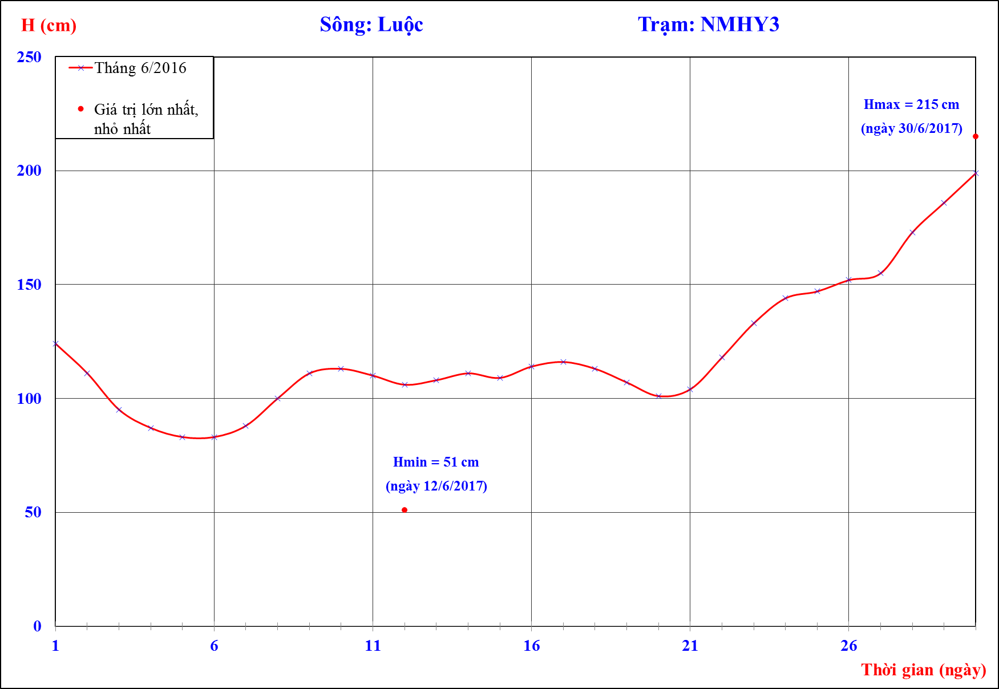 H (cm)
Sông: Luộc
Trạm: NMHY3
250
Tháng 6/2016
Giá trị lớn nhất,
nhỏ nhất
Hmax = 215 cm
(ngày 30/6/2017)
200
150
100
Hmin = 51 cm
(ngày 12/6/2017)
50
0
1 6 11 16 21 26
Thời gian (ngày)